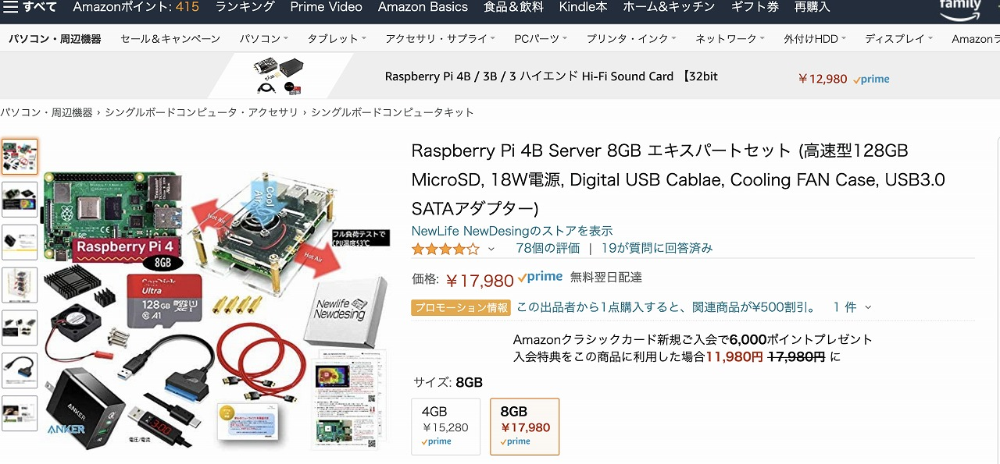 すべて Amazonポイント: 415 ランキング Prime Video Amazon Basics 食品&飲料 Kindle本 ホーム&キッチン ギフト券 再購入 family
パソコン・周辺機器 セール&キャンペーン パソコン タブレット アクセサリ・サプライ PCパーツ プリンタ・インク ネットワーク 外付けHDD ディスプレイ Amazonラ
Raspberry Pi 4B / 3B / 3 ハイエンド Hi-Fi Sound Card 【32bit ¥12,980 prime
パソコン・周辺機器 › シングルボードコンピュータ・アクセサリ › シングルボードコンピュータキット
Raspberry Pi 4B Server 8GB エキスパートセット (高速型128GB
MicroSD, 18W電源, Digital USB Cablae, Cooling FAN Case, USB3.0
SATAアダプター)
NewLife NewDesingのストアを表示
78個の評価 | 19が質問に回答済み
価格: ¥17,980 prime 無料翌日配達
プロモーション情報 この出品者から1点購入すると、関連商品が¥500割引。 1 件
Amazonクラシックカード新規ご入会で6,000ポイントプレゼント
入会特典をこの商品に利用した場合11,980円 17,980円 に
サイズ: 8GB
4GB
¥15,280
prime
8GB
¥17,980
prime
Cool
Air
Hot Air
Hot Air
フル負荷テストで
CPU温度53℃
Raspberry Pi 4
8GB
SanDisk
Ultra
128GB
A1
Newlife
Newdesing
ANKER
ANKER
3.00
電圧/電流